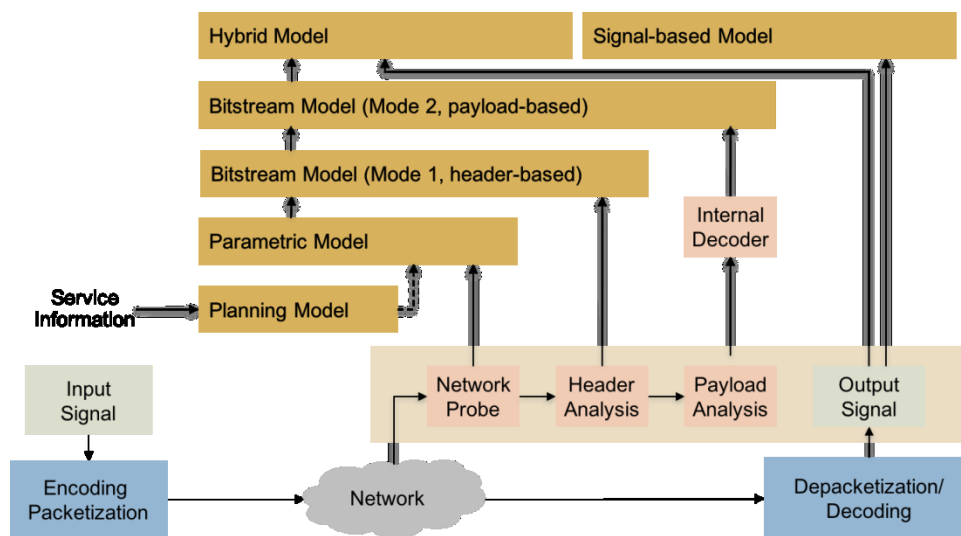 Hybrid Model
Signal-based Model
Bitstream Model (Mode 2, payload-based)
Bitstream Model (Mode 1, header-based)
Internal
Decoder
Parametric Model
Service
Information
Planning Model
Input
Signal
Network
Probe
Header
Analysis
Payload
Analysis
Output
Signal
Encoding
Packetization
Network
Depacketization/
Decoding